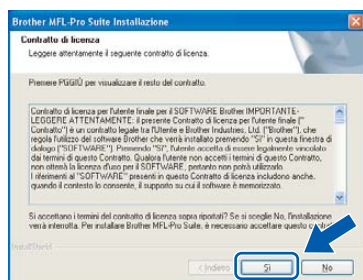 Brother MFL-Pro Suite Installazione
Contratto di licenza
Leggere attentamente il seguente contratto di licenza.
Premere PGGIÙ per visualizzare il resto del contratto.
Contratto di licenza per l'utente finale per il SOFTWARE Brother IMPORTANTE-
LEGGERE ATTENTAMENTE: il presente Contratto di licenza per l'utente finale ("
Contratto") è un contratto legale tra l'Utente e Brother Industries, Ltd. ("Brother"), che
regola l'utilizzo del software Brother che verrà installato premendo "SI" in questa finestra di
dialogo ("SOFTWARE"). Premendo "SI", l'utente accetta di essere legalmente vincolato
dai termini di questo Contratto. Qualora l'utente non accetti i termini di questo Contratto,
non otterrà la licenza d'uso per il SOFTWARE, pertanto non potrà utilizzarlo.
I riferimenti al "SOFTWARE" presenti in questo Contratto di licenza includono anche,
quando il contesto lo consente, il supporto su cui il software è memorizzato.
Si accettano i termini del contratto di licenza sopra riportati? Se si sceglie No, l'installazione
verrà interrotta. Per installare Brother MFL-Pro Suite, è necessario accettare questo
InstallShield
< Indietro
Sì
No